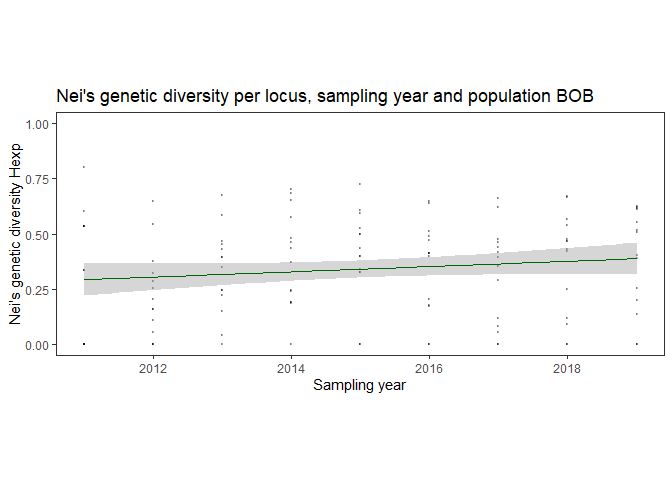 Nei's genetic diversity per locus, sampling year and population BOB
Nei's genetic diversity Hexp
1.00
0.75
0.50
0.25
0.00
2012 2014 2016 2018
Sampling year